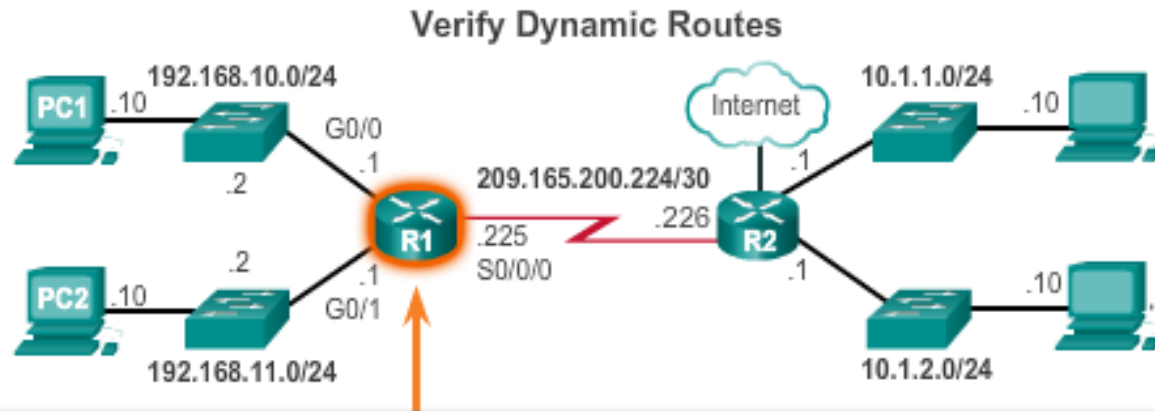 Verify Dynamic Routes
192.168.10.0/24
10.1.1.0/24
PC1
.10
Internet
.10
G0/0
.1
.1
.2
209.165.200.224/30
R1
.225
.226
R2
S0/0/0
.2
.1
.1
PC2
.10
G0/1
.10
192.168.11.0/24
10.1.2.0/24